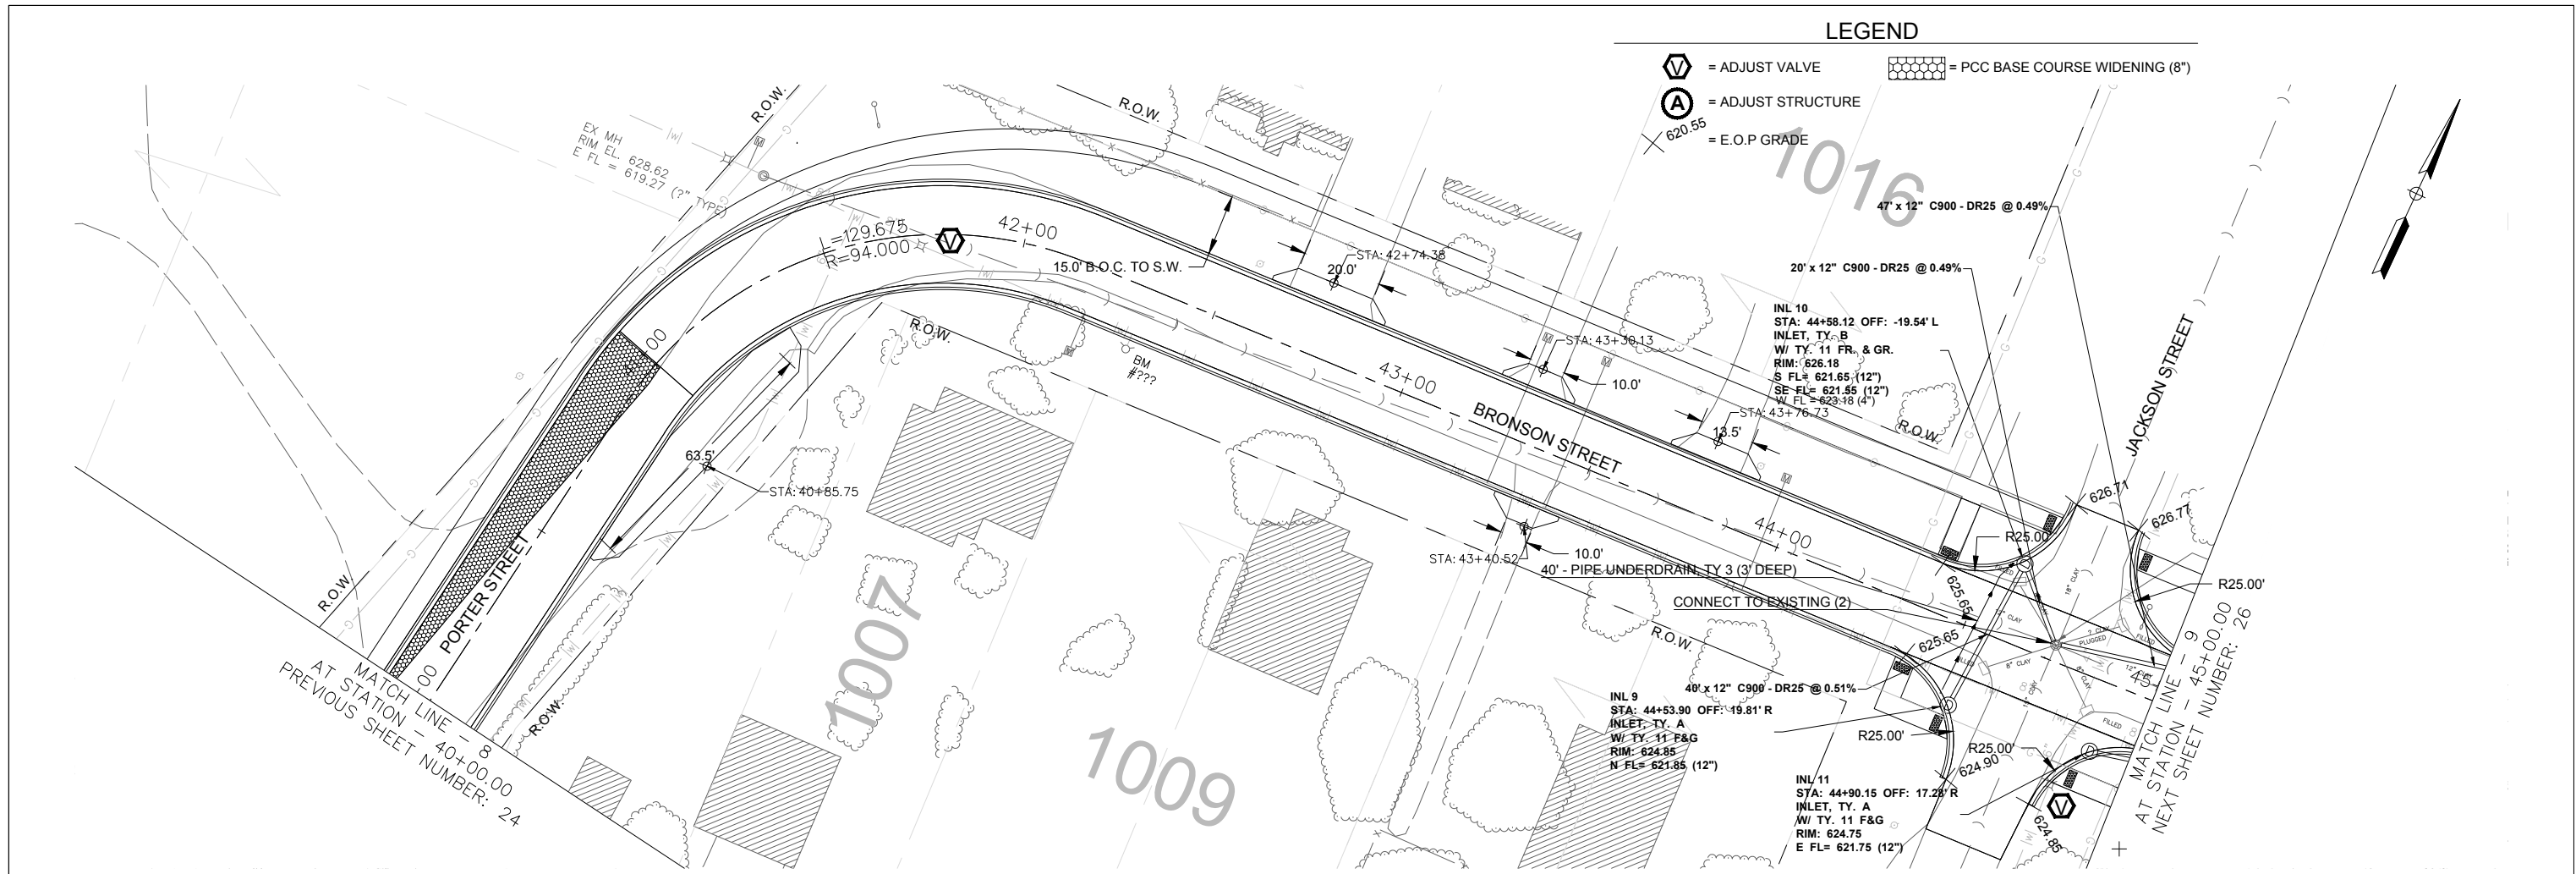 LEGEND
V = ADJUST VALVE
= PCC BASE COURSE WIDENING (8")
A = ADJUST STRUCTURE
620.55 = E.O.P GRADE
R.O.W.
R.O.W.
EX MH
RIM EL. 628.62
E FL = 619.27 (?" TYPE)
1016
47' x 12" C900 - DR25 @ 0.49%
20' x 12" C900 - DR25 @ 0.49%
L=129.675
R=94.000
V
42+00
15.0' B.O.C. TO S.W.
STA: 42+74.38
20.0'
INL 10
STA: 44+58.12 OFF: -19.54' L
INLET, TY. B
W/ TY. 11 FR. & GR.
RIM: 626.18
S FL= 621.65 (12")
SE FL= 621.55 (12")
W FL = 623.18 (4")
JACKSON STREET
R.O.W.
BM
#???
STA: 43+30.13
10.0'
43+00
BRONSON STREET
STA: 43+76.73
13.5'
R.O.W.
63.5'
STA: 40+85.75
44+00
626.71
626.77
R25.00'
R25.00'
STA: 43+40.52
10.0'
40' - PIPE UNDERDRAIN, TY 3 (3' DEEP)
CONNECT TO EXISTING (2)
625.65
625.65
18" CLAY
CLAY
PLUGGED
FILLED
8" CLAY
FILLED
R.O.W.
PORTER STREET
R.O.W.
R.O.W.
1007
1009
MATCH LINE - 8
AT STATION - 40+00.00
PREVIOUS SHEET NUMBER: 24
INL 9
STA: 44+53.90 OFF: 19.81' R
INLET, TY. A
W/ TY. 11 F&G
RIM: 624.85
N FL= 621.85 (12")
40' x 12" C900 - DR25 @ 0.51%
R25.00'
R25.00'
624.90
INL 11
STA: 44+90.15 OFF: 17.28' R
INLET, TY. A
W/ TY. 11 F&G
RIM: 624.75
E FL= 621.75 (12")
V
624.85
MATCH LINE - 9
AT STATION - 45+00.00
NEXT SHEET NUMBER: 26